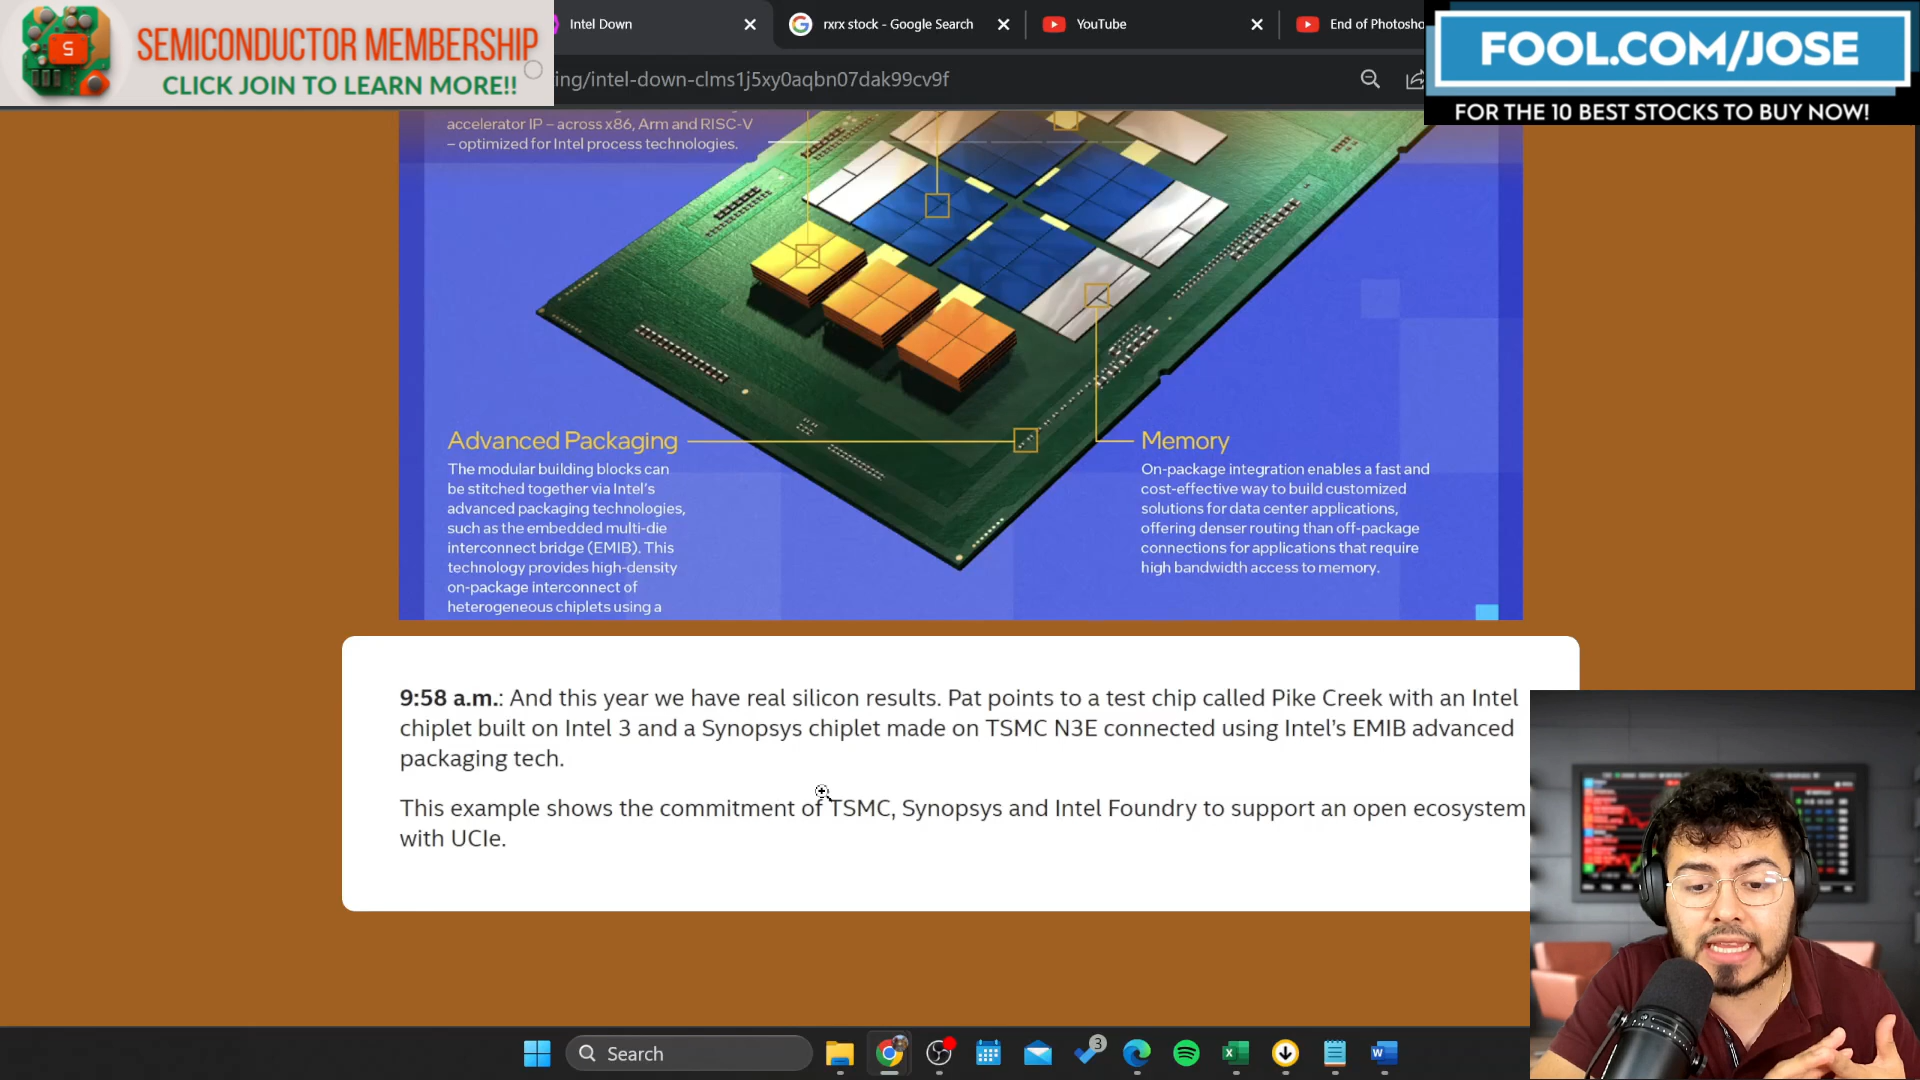 SEMICONDUCTOR MEMBERSHIP
CLICK JOIN TO LEARN MORE!!
S
Intel Down
rxrx stock - Google Search
YouTube
End of Photosho
FOOL.COM/JOSE
FOR THE 10 BEST STOCKS TO BUY NOW!
ing/intel-down-clms1j5xy0aqbn07dak99cv9f
accelerator IP – across x86, Arm and RISC-V
– optimized for Intel process technologies.
Advanced Packaging
The modular building blocks can
be stitched together via Intel's
advanced packaging technologies,
such as the embedded multi-die
interconnect bridge (EMIB). This
technology provides high-density
on-package interconnect of
heterogeneous chiplets using a
Memory
On-package integration enables a fast and
cost-effective way to build customized
solutions for data center applications,
offering denser routing than off-package
connections for applications that require
high bandwidth access to memory.
9:58 a.m.: And this year we have real silicon results. Pat points to a test chip called Pike Creek with an Intel
chiplet built on Intel 3 and a Synopsys chiplet made on TSMC N3E connected using Intel's EMIB advanced
packaging tech.
This example shows the commitment of TSMC, Synopsys and Intel Foundry to support an open ecosystem
with UCIe.
Search
3